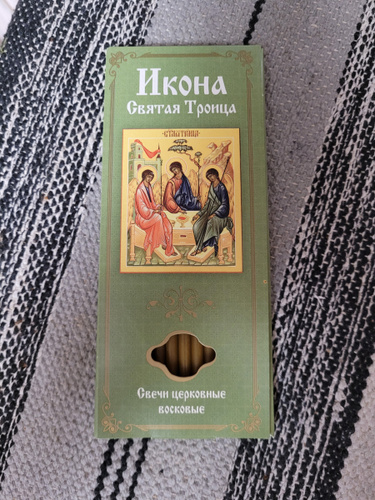 Икона
Святая Троица
Свечи церковные
восковые